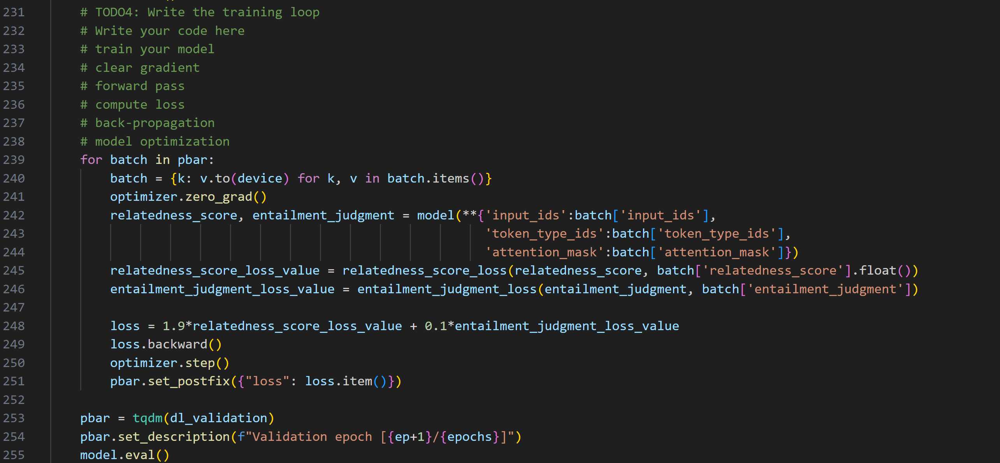 231 # TODO4: Write the training loop
232 # Write your code here
233 # train your model
234 # clear gradient
235 # forward pass
236 # compute loss
237 # back-propagation
238 # model optimization
239 for batch in pbar:
240 batch = {k: v.to(device) for k, v in batch.items()}
241 optimizer.zero_grad()
242 relatedness_score, entailment_judgment = model(**{'input_ids':batch['input_ids'],
243 'token_type_ids':batch['token_type_ids'],
244 'attention_mask':batch['attention_mask']})
245 relatedness_score_loss_value = relatedness_score_loss(relatedness_score, batch['relatedness_score'].float())
246 entailment_judgment_loss_value = entailment_judgment_loss(entailment_judgment, batch['entailment_judgment'])
247
248 loss = 1.9*relatedness_score_loss_value + 0.1*entailment_judgment_loss_value
249 loss.backward()
250 optimizer.step()
251 pbar.set_postfix({"loss": loss.item()})
252
253 pbar = tqdm(dl_validation)
254 pbar.set_description(f"Validation epoch [{ep+1}/{epochs}]")
255 model.eval()